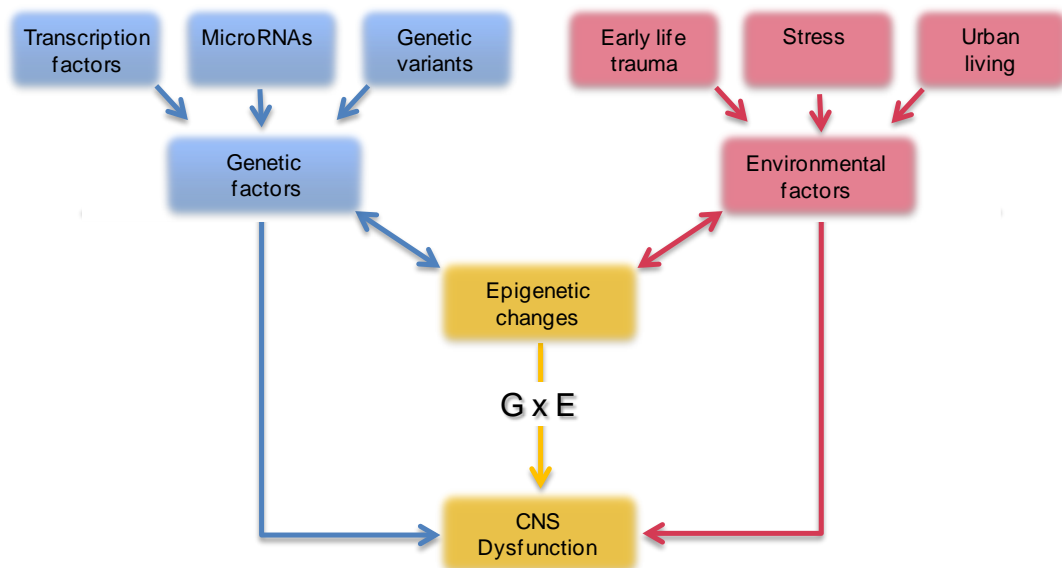 Transcription
factors
MicroRNAs
Genetic
variants
Early life
trauma
Stress
Urban
living
Genetic
factors
Environmental
factors
Epigenetic
changes
G x E
CNS
Dysfunction